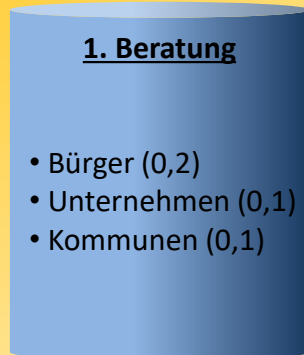 1. Beratung
• Bürger (0,2)
• Unternehmen (0,1)
• Kommunen (0,1)